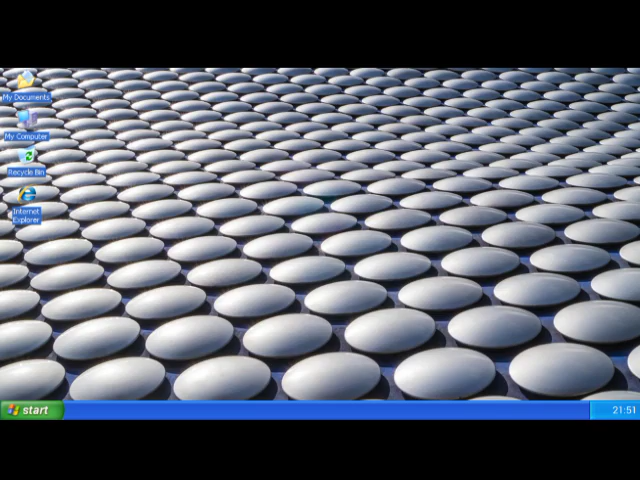 My Documents
My Computer
Recycle Bin
Internet
Explorer
start
21:51